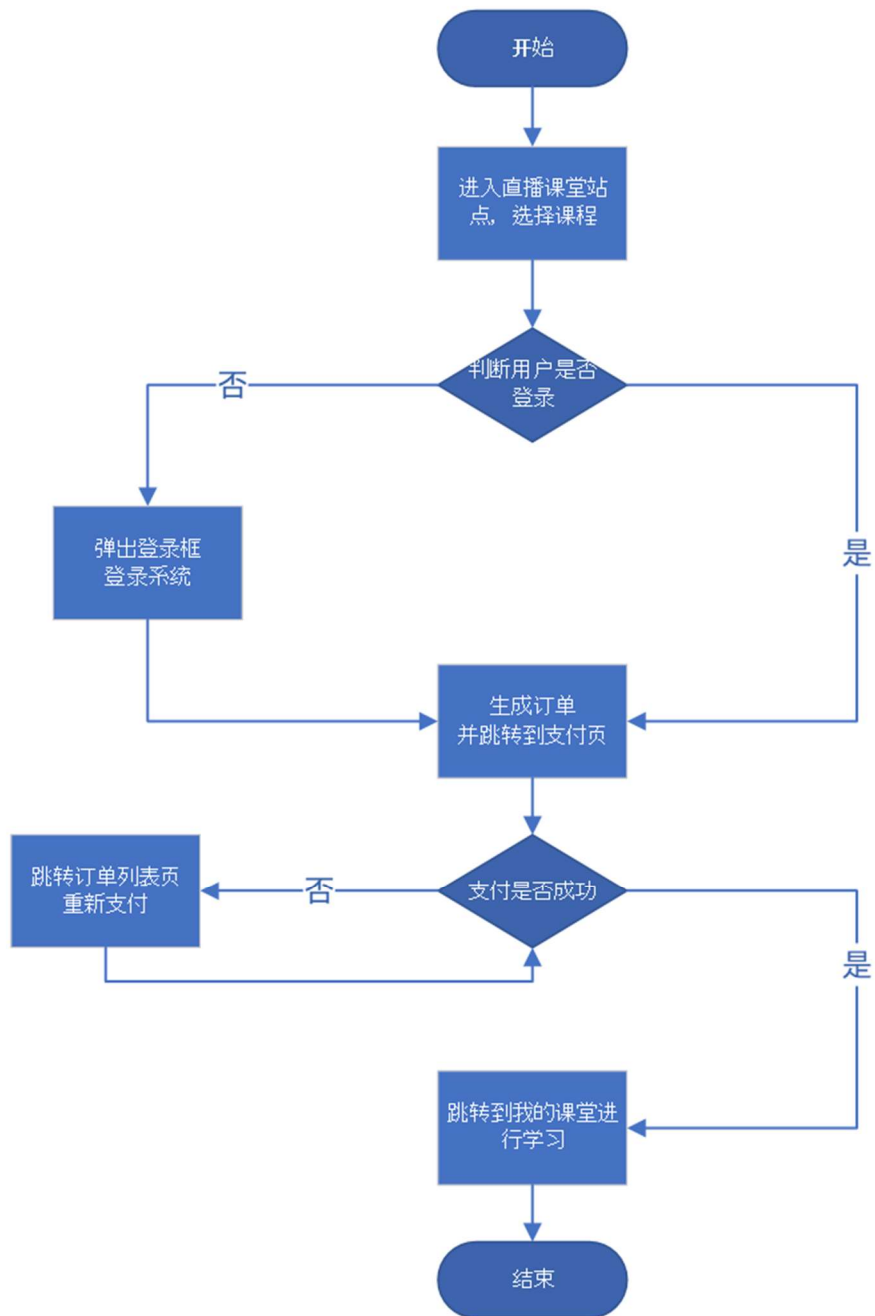 开始
进入直播课堂站
点，选择课程
判断用户是否
登录
否
弹出登录框
登录系统
是
生成订单
并跳转到支付页
跳转订单列表页
重新支付
否
支付是否成功
是
跳转到我的课堂进
行学习
结束